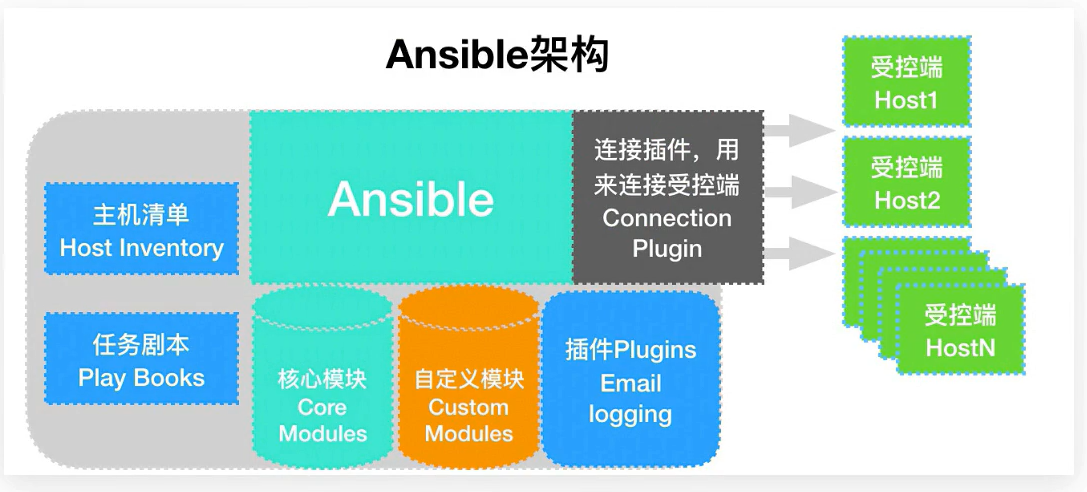 Ansible架构
主机清单
Host Inventory
任务剧本
Play Books
Ansible
核心模块
Core
Modules
自定义模块
Custom
Modules
插件Plugins
Email
logging
连接插件，用
来连接受控端
Connection
Plugin
受控端
Host1
受控端
Host2
受控端
HostN